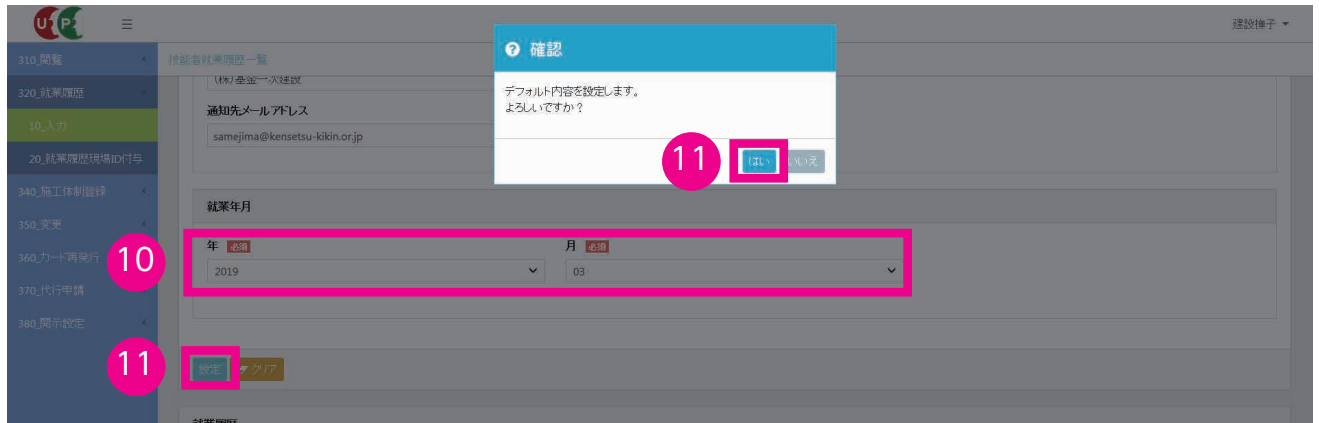 建設撫子
確認
デフォルト内容を設定します。
よろしいですか？
11
はい
いいえ
310_閲覧
320_就業履歴
10_入力
20_就業履歴現場ID付与
340_施工体制登録
350_変更
360_カード再発行
370_代行申請
380_開示設定
技能者就業履歴一覧
(株)基金一次建設
通知先メールアドレス
samejima@kensetsu-kikin.or.jp
就業年月
10
年 必須
月 必須
2019
03
11
設定
クリア
就業履歴